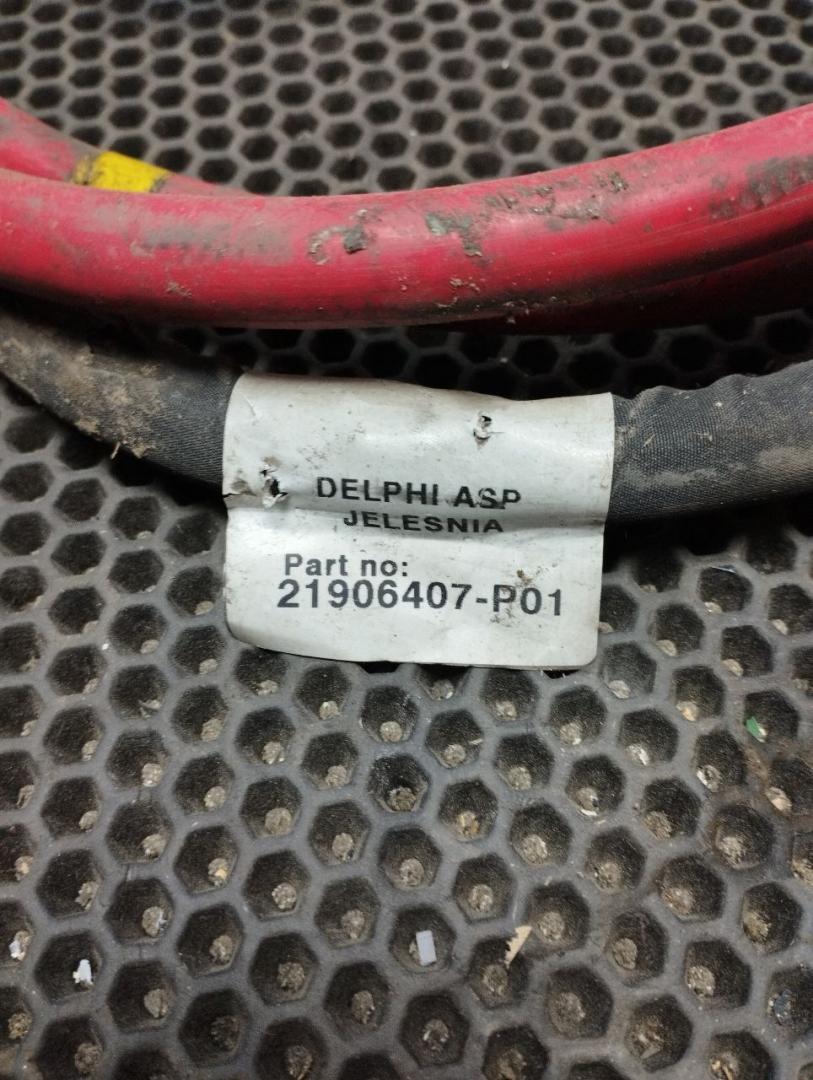 DELPHI ASP
JELESNIA
Part no:
21906407-P01